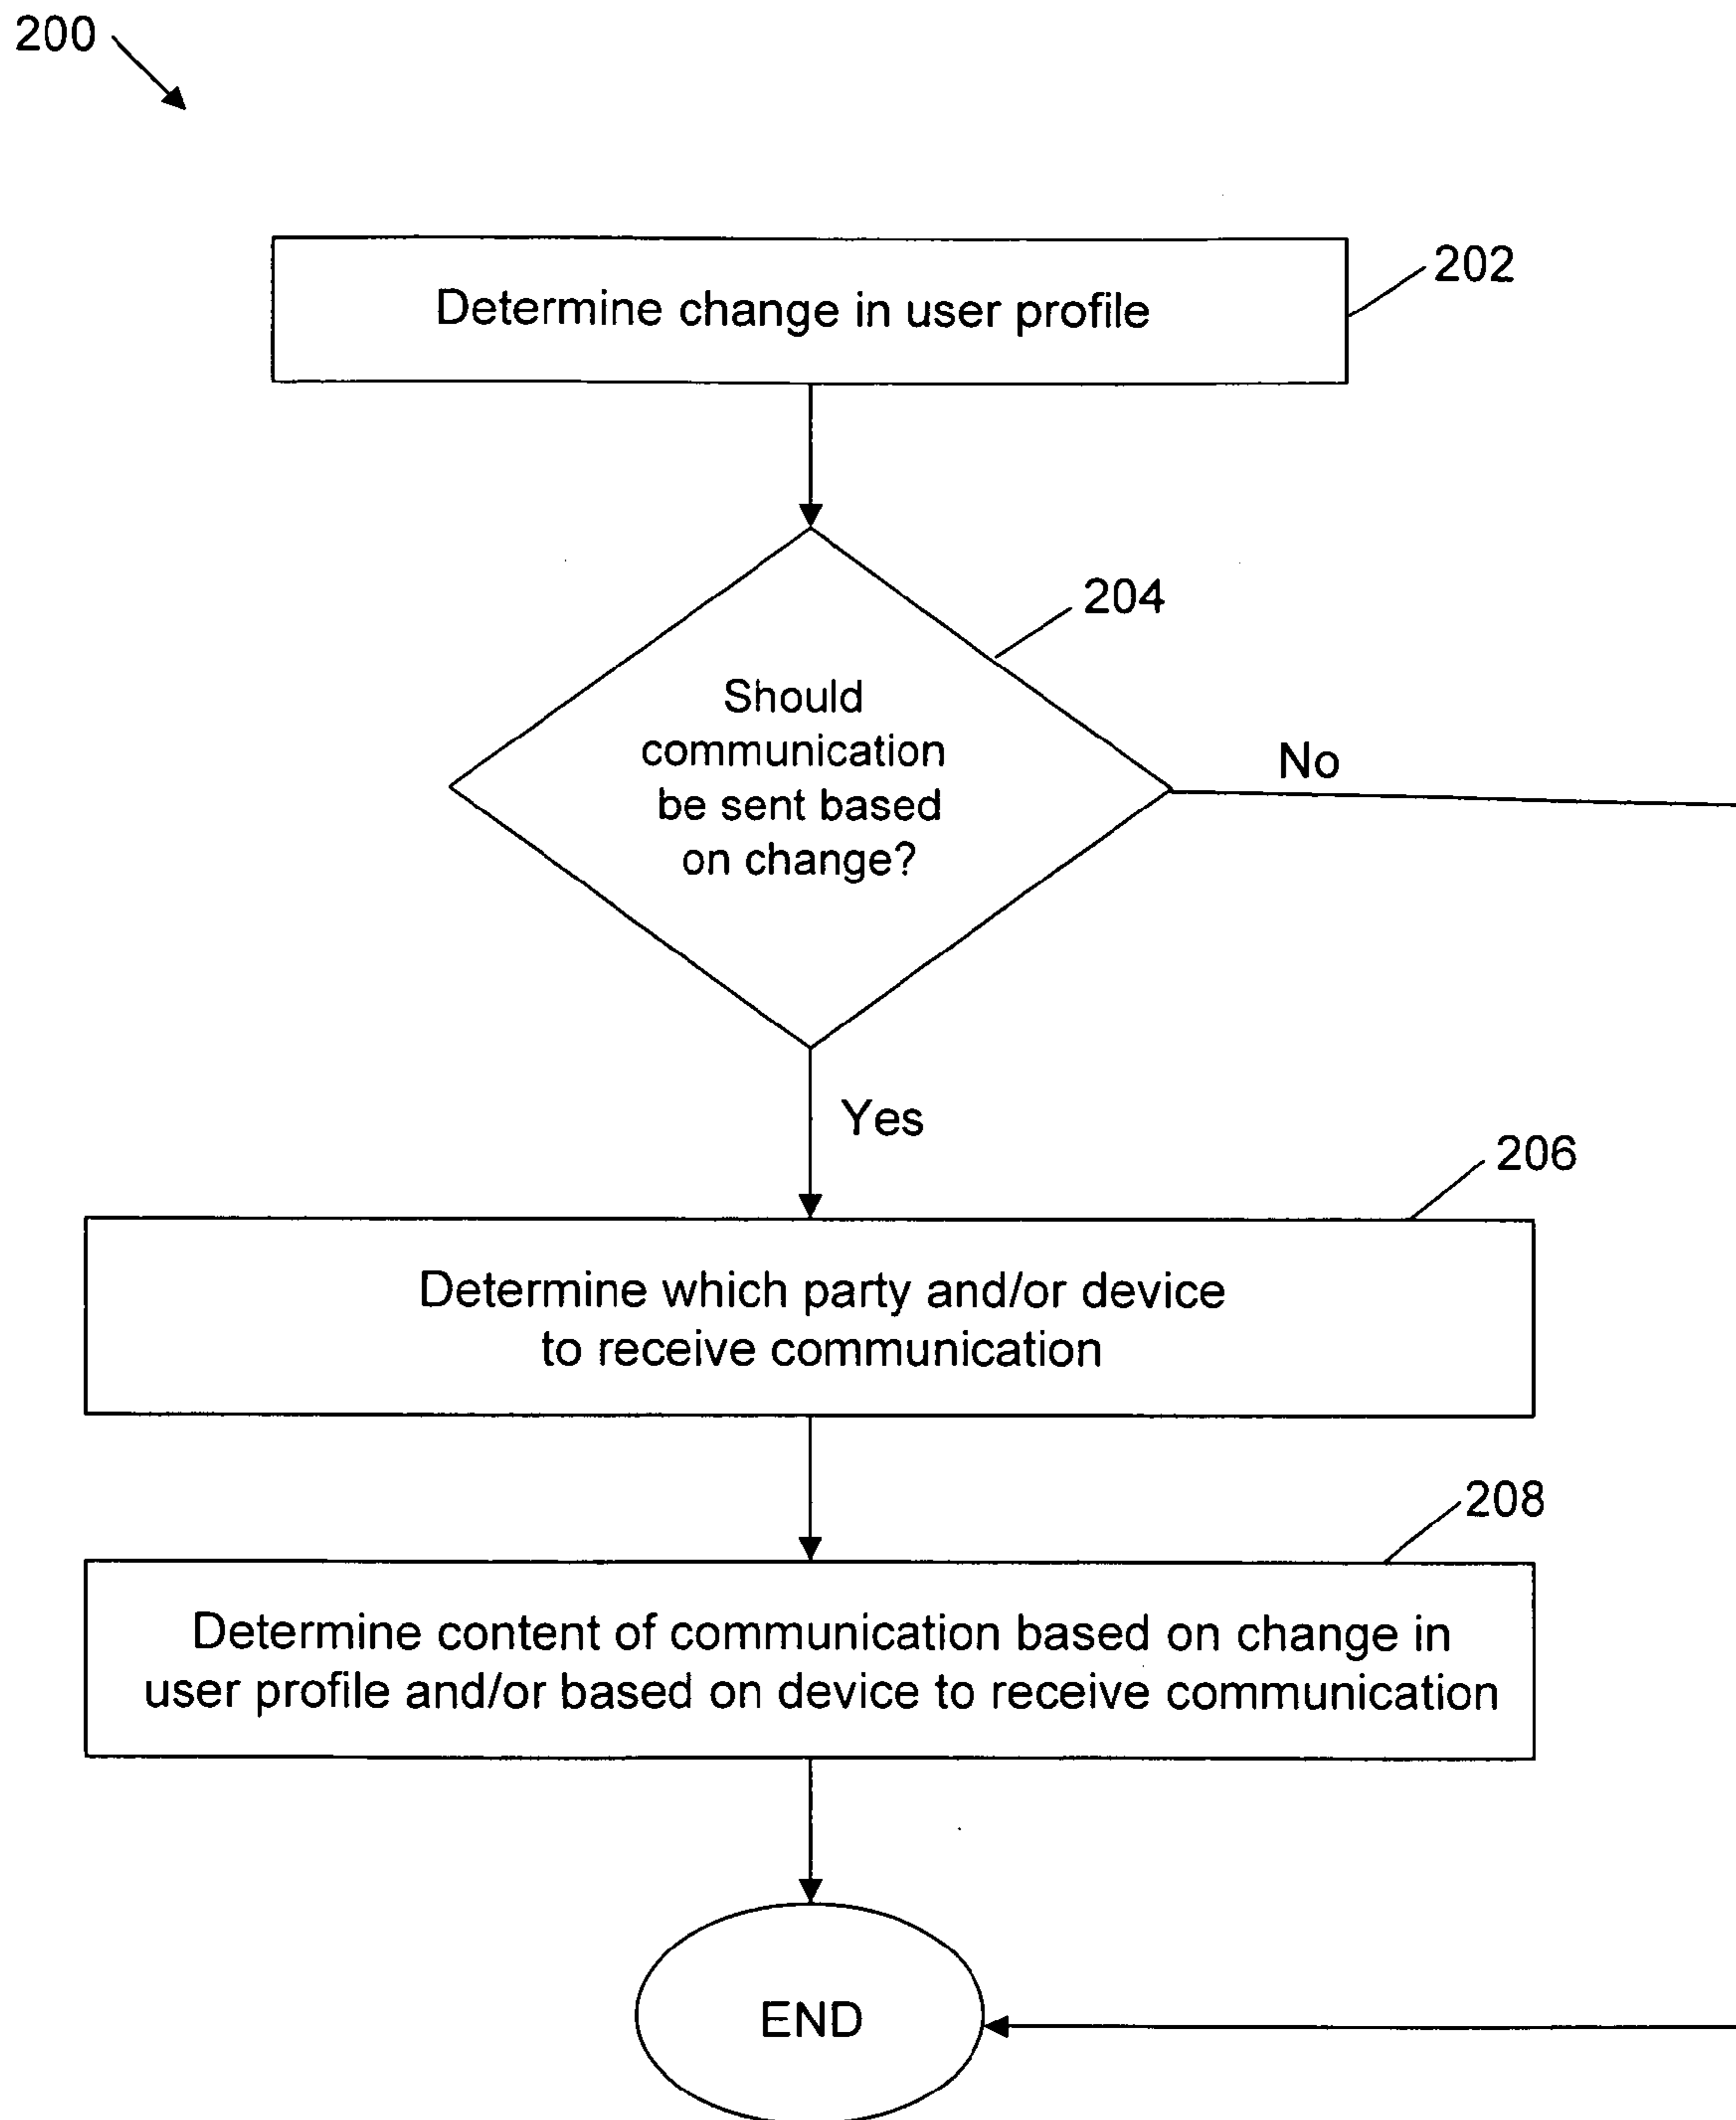 200
Determine change in user profile
202
204
Should
communication
be sent based
on change?
No
Yes
206
Determine which party and/or device
to receive communication
208
Determine content of communication based on change in
user profile and/or based on device to receive communication
END